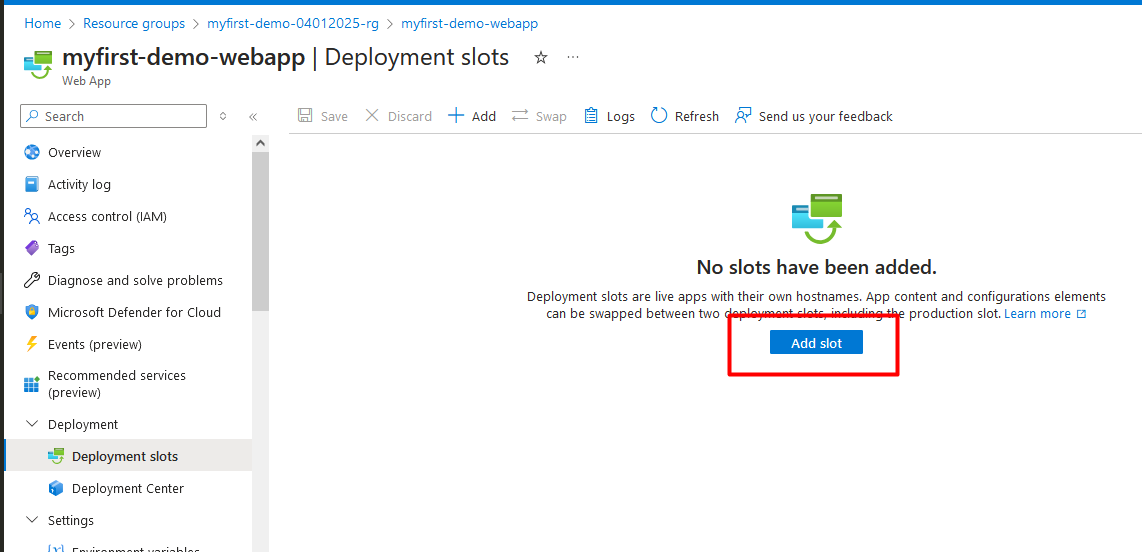 Home > Resource groups > myfirst-demo-04012025-rg > myfirst-demo-webapp
myfirst-demo-webapp | Deployment slots
Web App
Search
Save Discard Add Swap Logs Refresh Send us your feedback
Overview
Activity log
Access control (IAM)
Tags
Diagnose and solve problems
Microsoft Defender for Cloud
Events (preview)
Recommended services
(preview)
Deployment
Deployment slots
Deployment Center
Settings
Environment variables
No slots have been added.
Deployment slots are live apps with their own hostnames. App content and configurations elements
can be swapped between two deployment slots, including the production slot. Learn more
Add slot